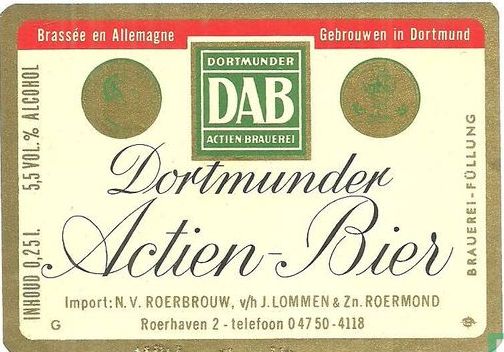 Brassée en Allemagne
Gebrouwen in Dortmund
DORTMUNDER
DAB
ACTIEN-BRAUEREI
Dortmunder
Actien-Bier
INHOUD 0,25 l. 5,5 VOL.% ALCOHOL
BRAUEREI-FÜLLUNG
Import: N.V. ROERBROUW, v/h J. LOMMEN & Zn. ROERMOND
G
Roerhaven 2 - telefoon 04750-4118